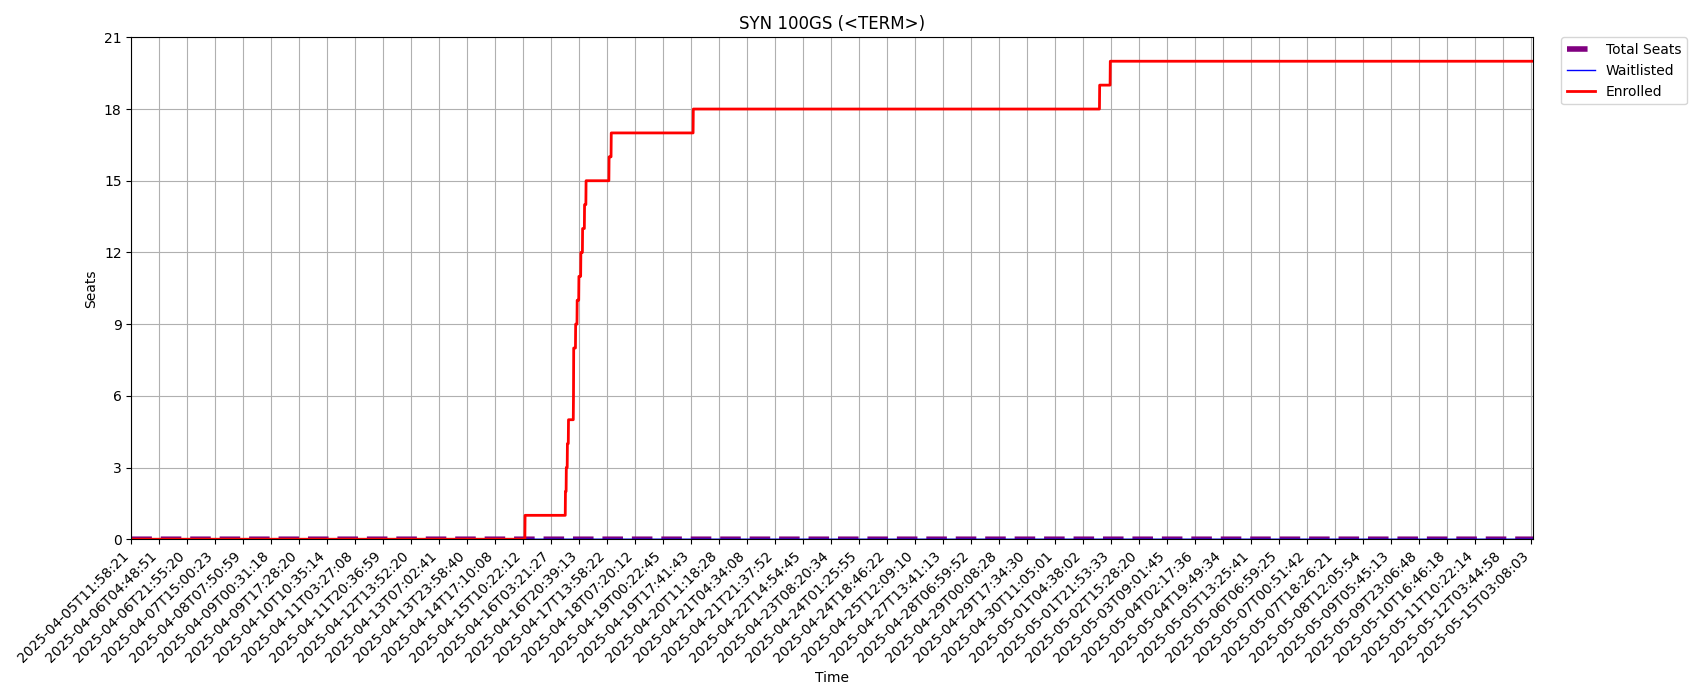 SYN 100GS (<TERM>)
Total Seats
Waitlisted
Enrolled
21
18
15
12
9
6
3
0
Seats
2025-04-05T11:58:21
2025-04-06T04:48:51
2025-04-06T21:55:20
2025-04-07T15:00:23
2025-04-08T07:50:59
2025-04-09T00:31:18
2025-04-09T17:28:20
2025-04-10T10:35:14
2025-04-11T03:27:08
2025-04-11T20:36:59
2025-04-12T13:52:20
2025-04-13T07:02:41
2025-04-13T23:58:40
2025-04-14T17:10:08
2025-04-15T10:22:12
2025-04-16T03:21:27
2025-04-16T20:39:13
2025-04-17T13:58:22
2025-04-18T07:20:12
2025-04-19T00:22:45
2025-04-19T17:41:43
2025-04-20T11:18:28
2025-04-21T04:34:08
2025-04-21T21:37:52
2025-04-22T14:54:45
2025-04-23T08:20:34
2025-04-24T01:25:55
2025-04-24T18:46:22
2025-04-25T12:09:10
2025-04-27T13:41:13
2025-04-28T06:59:52
2025-04-29T00:08:28
2025-04-29T17:34:30
2025-04-30T11:05:01
2025-05-01T04:38:02
2025-05-01T21:53:33
2025-05-02T15:28:20
2025-05-03T09:01:45
2025-05-04T02:17:36
2025-05-04T19:49:34
2025-05-05T13:25:41
2025-05-06T06:59:25
2025-05-07T00:51:42
2025-05-07T18:26:21
2025-05-08T12:05:54
2025-05-09T05:45:13
2025-05-09T23:06:48
2025-05-10T16:46:18
2025-05-11T10:22:14
2025-05-12T03:44:58
2025-05-15T03:08:03
Time